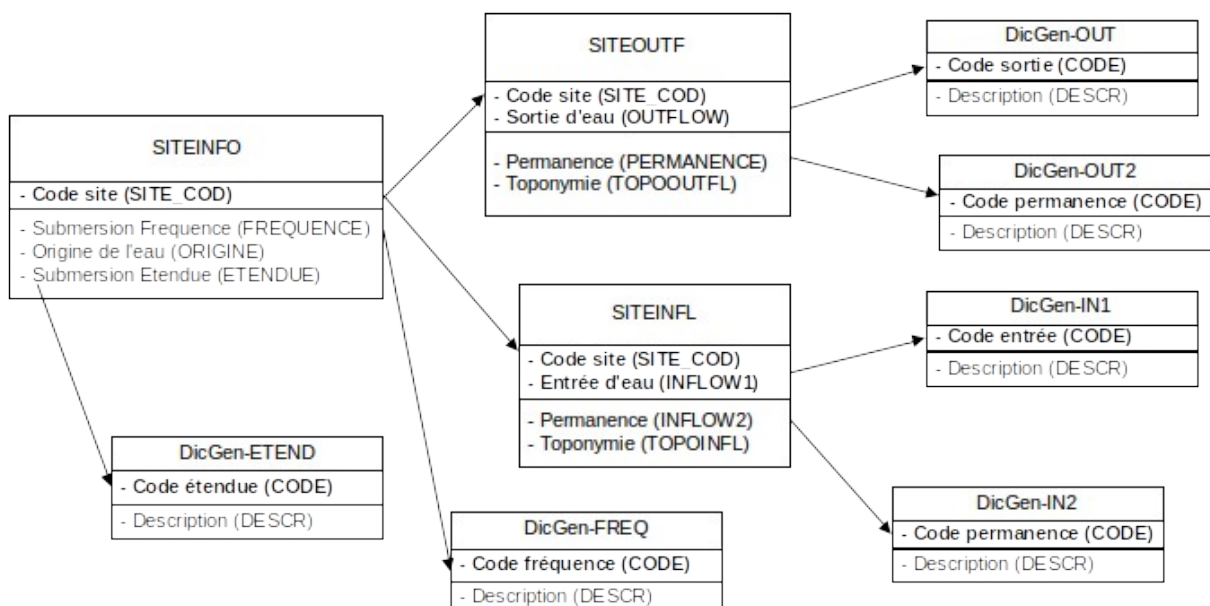 SITEINFO
- Code site (SITE_COD)
- Submersion Frequence (FREQUENCE)
- Origine de l'eau (ORIGINE)
- Submersion Etendue (ETENDUE)
SITEOUTF
- Code site (SITE_COD)
- Sortie d'eau (OUTFLOW)
- Permanence (PERMANENCE)
- Toponymie (TOPOOUTFL)
DicGen-OUT
- Code sortie (CODE)
- Description (DESCR)
DicGen-OUT2
- Code permanence (CODE)
- Description (DESCR)
SITEINFL
- Code site (SITE_COD)
- Entrée d'eau (INFLOW1)
- Permanence (INFLOW2)
- Toponymie (TOPOINFL)
DicGen-IN1
- Code entrée (CODE)
- Description (DESCR)
DicGen-ETEND
- Code étendue (CODE)
- Description (DESCR)
DicGen-FREQ
- Code fréquence (CODE)
- Description (DESCR)
DicGen-IN2
- Code permanence (CODE)
- Description (DESCR)